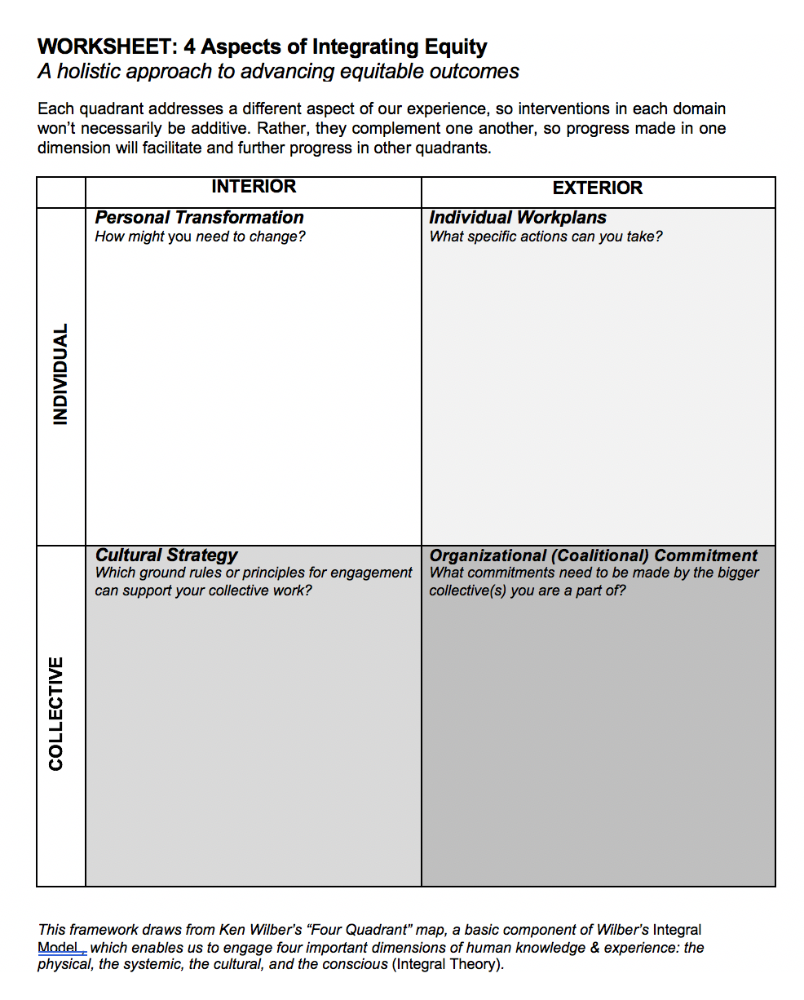 WORKSHEET: 4 Aspects of Integrating Equity
A holistic approach to advancing equitable outcomes
Each quadrant addresses a different aspect of our experience, so interventions in each domain
won’t necessarily be additive. Rather, they complement one another, so progress made in one
dimension will facilitate and further progress in other quadrants.
INTERIOR
EXTERIOR
INDIVIDUAL
Personal Transformation
How might you need to change?
Individual Workplans
What specific actions can you take?
COLLECTIVE
Cultural Strategy
Which ground rules or principles for engagement
can support your collective work?
Organizational (Coalitional) Commitment
What commitments need to be made by the bigger
collective(s) you are a part of?
This framework draws from Ken Wilber’s “Four Quadrant” map, a basic component of Wilber’s Integral
Model , which enables us to engage four important dimensions of human knowledge & experience: the
physical, the systemic, the cultural, and the conscious (Integral Theory).